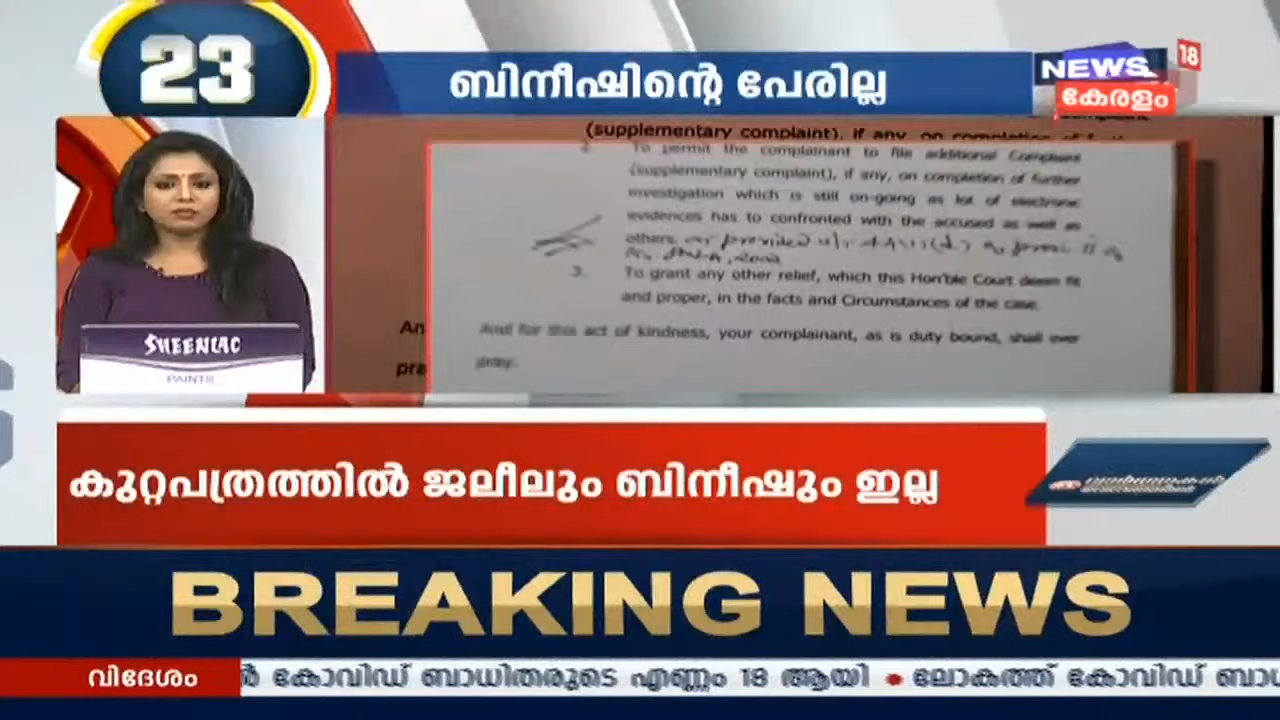 23
ബിനീഷിന്റെ പേരില്ല
NEWS 18
കേരളം
(supplementary complaint), if any, on completion of
2. To permit the complainant to file additional Complaint
(supplementary complaint), if any, on completion of further
investigation which is still on-going as lot of electronic
evidences has to confronted with the accused as well as
others
3. To grant any other relief, which this Hon'ble Court deem fit
and proper, in the facts and Circumstances of the case.
And for this act of kindness, your complainant, as is duty bound, shall ever
pray.
An
pra
SHEENLAC
PAINTS
കുറ്റപത്രത്തിൽ ജലീലും ബിനീഷും ഇല്ല
BREAKING NEWS
വിദേശം
ൽ കോവിഡ് ബാധിതരുടെ എണ്ണം 18 ആയി • ലോകത്ത് കോവിഡ്